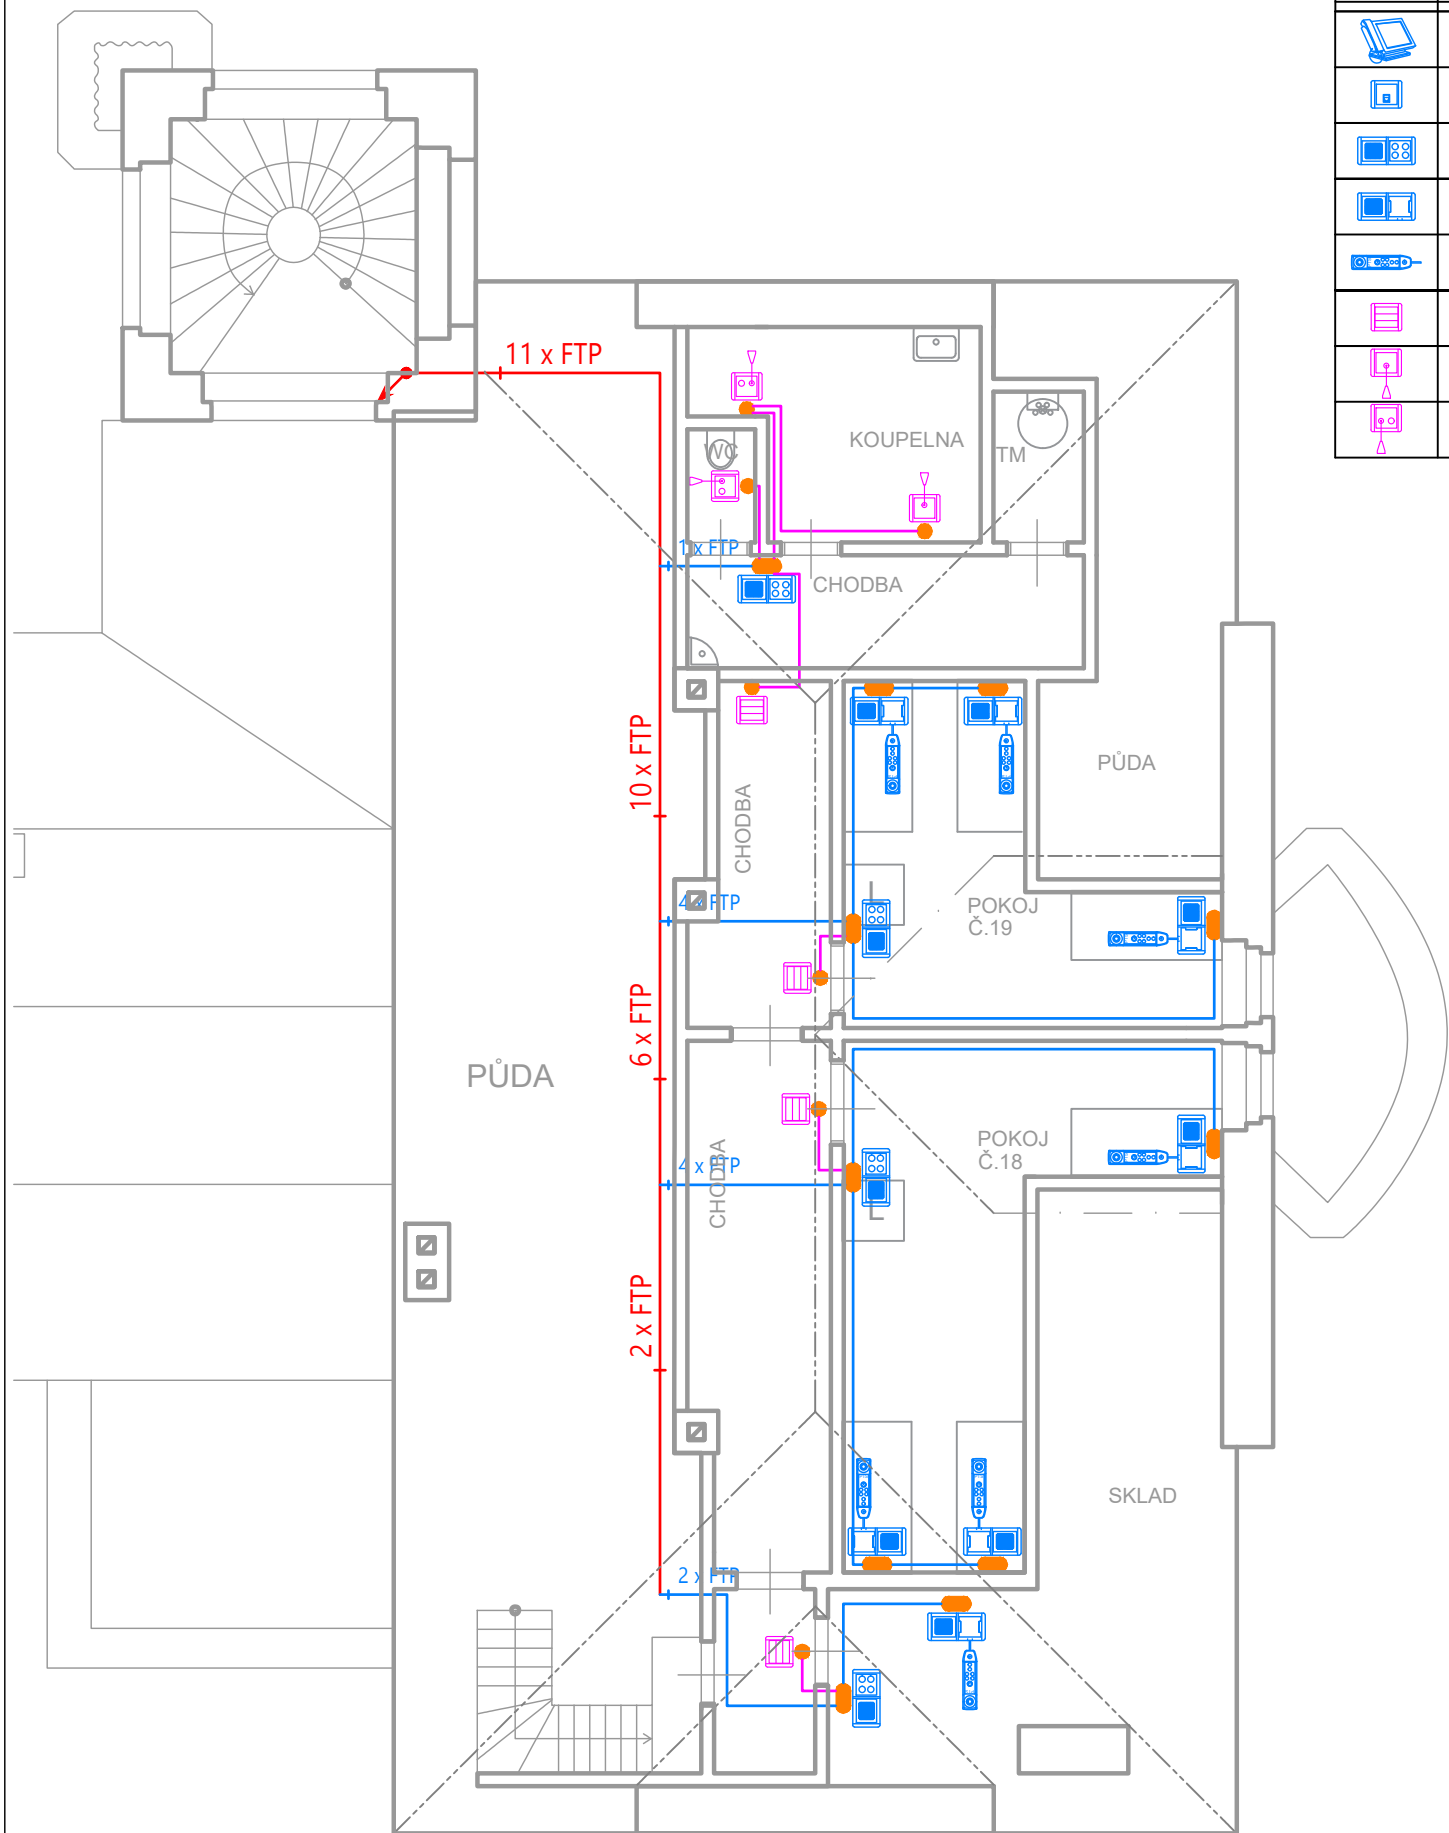 11 x FTP
KOUPELNA
WC
TM
1 x FTP
CHODBA
10 x FTP
PŮDA
CHODBA
4 x FTP
L
POKOJ
Č.19
6 x FTP
PŮDA
POKOJ
Č.18
4 x FTP
CHODBA
L
2 x FTP
SKLAD
2 x FTP